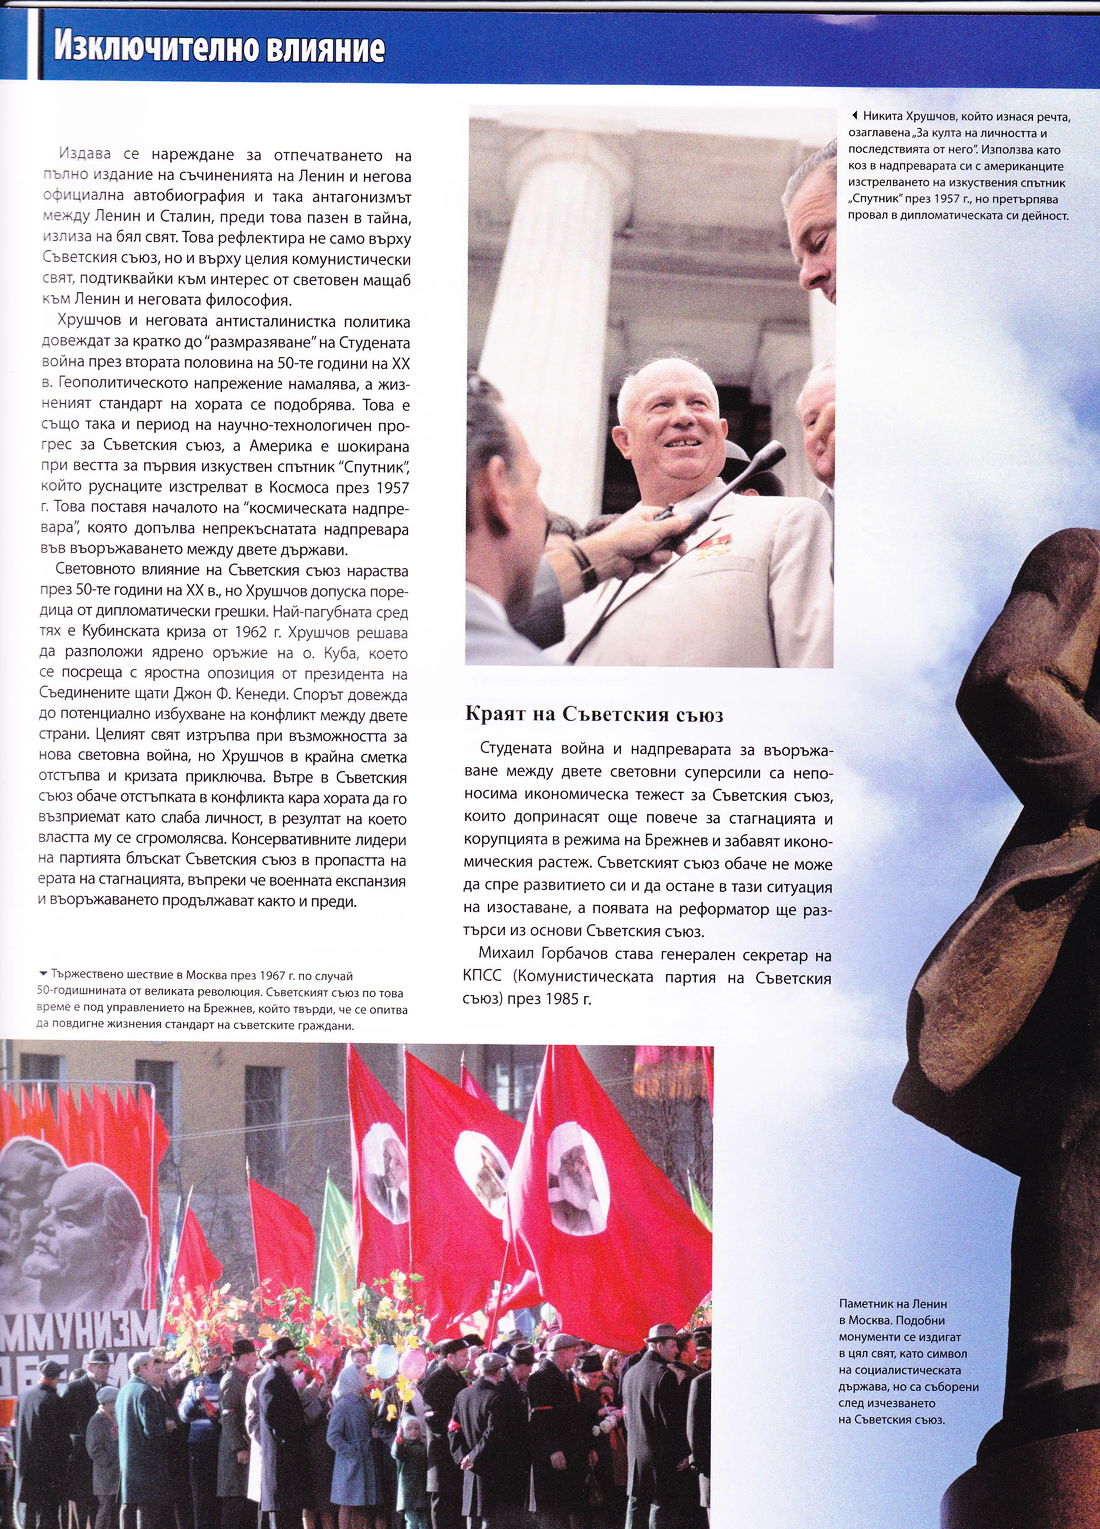 Изключително влияние
Издава се нареждане за отпечатването на
пълно издание на съчиненията на Ленин и негова
официална автобиография и така антагонизмът
между Ленин и Сталин, преди това пазен в тайна,
излиза на бял свят. Това рефлектира не само върху
Съветския съюз, но и върху целия комунистически
свят, подтиквайки към интерес от световен мащаб
към Ленин и неговата философия.
Хрушчов и неговата антисталинистка политика
довеждат за кратко до “размразяване” на Студената
война през втората половина на 50-те години на XX
в. Геополитическото напрежение намалява, а жиз-
неният стандарт на хората се подобрява. Това е
също така и период на научно-технологичен про-
грес за Съветския съюз, а Америка е шокирана
при вестта за първия изкуствен спътник “Спутник”,
който руснаците изстрелват в Космоса през 1957
г. Това поставя началото на “космическата надпре-
вара”, която допълва непрекъснатата надпревара
във въоръжаването между двете държави.
Световното влияние на Съветския съюз нараства
през 50-те години на XX в., но Хрушчов допуска поре-
дица от дипломатически грешки. Най-пагубната сред
тях е Кубинската криза от 1962 г. Хрушчов решава
да разположи ядрено оръжие на о. Куба, което
се посреща с яростна опозиция от президента на
Съединените щати Джон Ф. Кенеди. Спорът довежда
до потенциално избухване на конфликт между двете
страни. Целият свят изтръпва при възможността за
нова световна война, но Хрушчов в крайна сметка
отстъпва и кризата приключва. Вътре в Съветския
съюз обаче отстъпката в конфликта кара хората да го
възприемат като слаба личност, в резултат на което
властта му се сгромолясва. Консервативните лидери
на партията блъскат Съветския съюз в пропастта на
ерата на стагнацията, въпреки че военната експанзия
и въоръжаването продължават както и преди.
▼ Тържествено шествие в Москва през 1967 г. по случай
50-годишнината от великата революция. Съветският съюз по това
време е под управлението на Брежнев, който твърди, че се опитва
да повдигне жизнения стандарт на съветските граждани.
◀ Никита Хрушчов, който изнася речта,
озаглавена „За култа на личността и
последствията от него“. Използва като
коз в надпреварата си с американците
изстрелването на изкуствения спътник
„Спутник“ през 1957 г., но претърпява
провал в дипломатическата си дейност.
Краят на Съветския съюз
Студената война и надпреварата за въоръжа-
ване между двете световни суперсили са непо-
носима икономическа тежест за Съветския съюз,
които допринасят още повече за стагнацията и
корупцията в режима на Брежнев и забавят иконо-
мическия растеж. Съветският съюз обаче не може
да спре развитието си и да остане в тази ситуация
на изоставане, а появата на реформатор ще раз-
търси из основи Съветския съюз.
Михаил Горбачов става генерален секретар на
КПСС (Комунистическата партия на Съветския
съюз) през 1985 г.
ММУНИЗМ
Паметник на Ленин
в Москва. Подобни
монументи се издигат
в цял свят, като символ
на социалистическата
държава, но са съборени
след изчезването
на Съветския съюз.